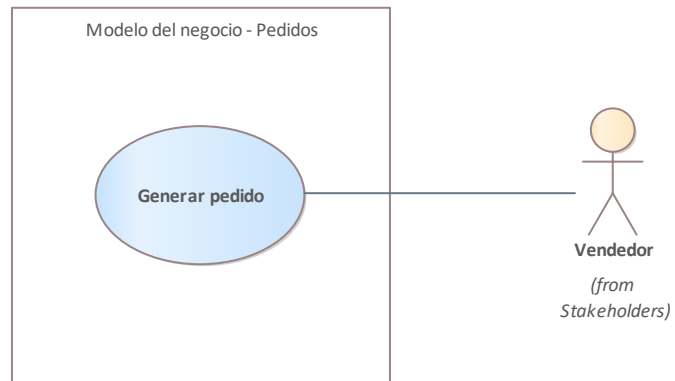 Modelo del negocio - Pedidos
Generar pedido
Vendedor
(from
Stakeholders)